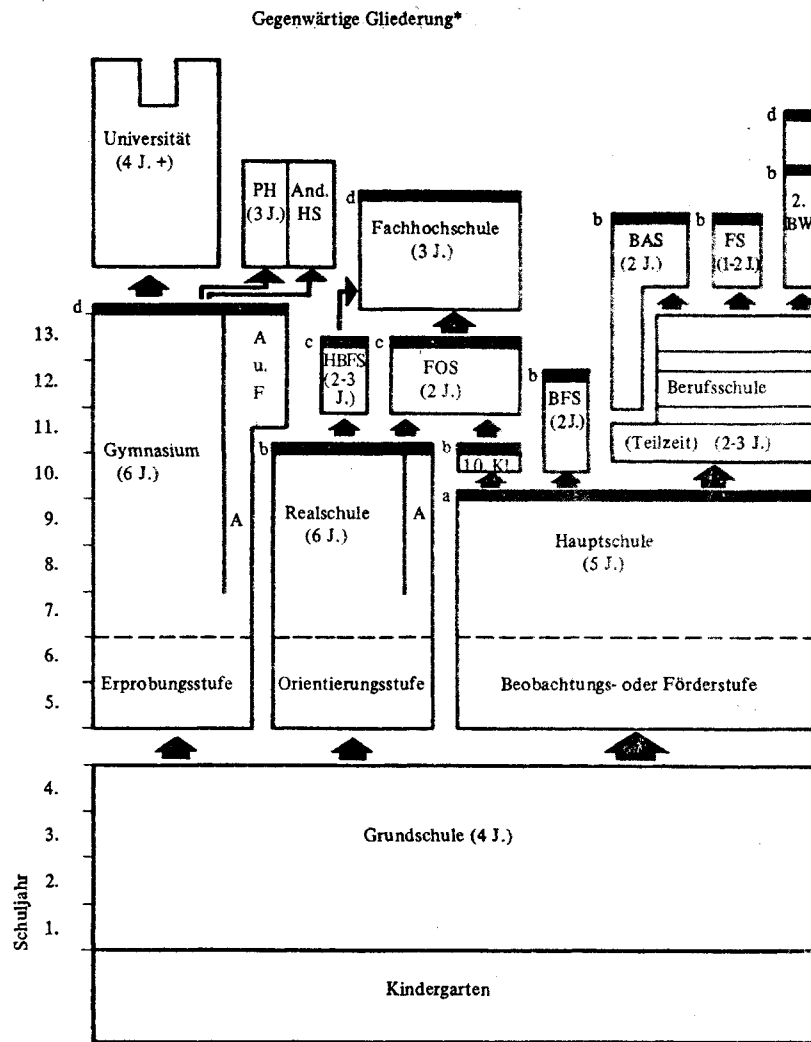 Gegenwärtige Gliederung*
Universität
(4 J. +)
PH
(3 J.)
And.
HS
d
Fachhochschule
(3 J.)
d
b
2.
BW
b
BAS
(2 J.)
b
FS
(1-2 J.)
d
13.
12.
11.
10.
9.
8.
7.
6.
5.
A
u.
F
Gymnasium
(6 J.)
A
Erprobungsstufe
c
HBFS
(2-3
J.)
c
FOS
(2 J.)
b
BFS
(2 J.)
Berufsschule
(Teilzeit) (2-3 J.)
b
Realschule
(6 J.)
A
Orientierungsstufe
b
10. Kl.
a
Hauptschule
(5 J.)
Beobachtungs- oder Förderstufe
4.
3.
2.
1.
Schuljahr
Grundschule (4 J.)
Kindergarten